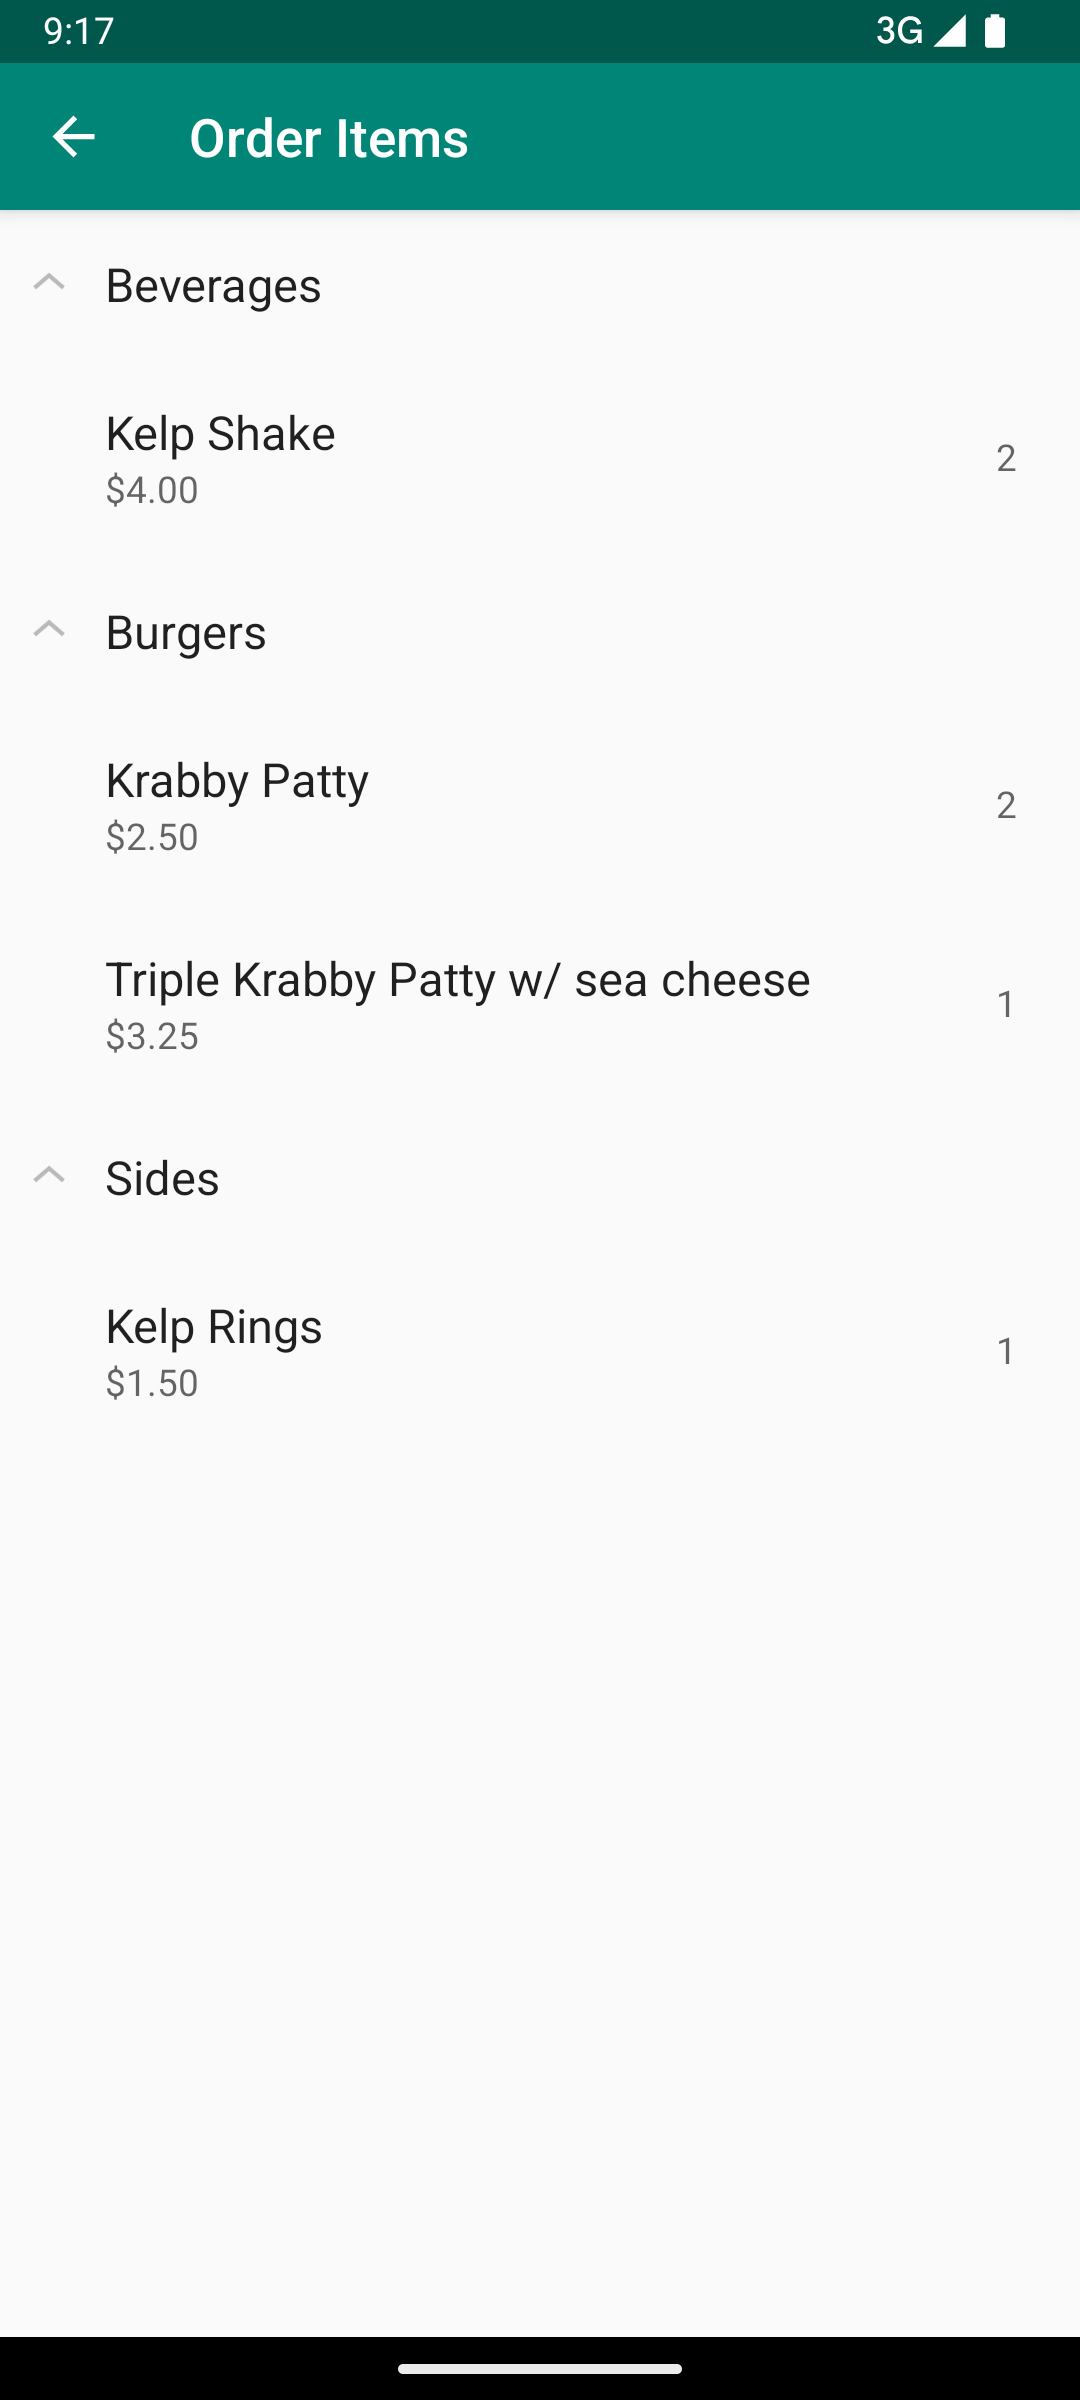 9:17
3G
Order Items
Beverages
Kelp Shake
$4.00
2
Burgers
Krabby Patty
$2.50
2
Triple Krabby Patty w/ sea cheese
$3.25
1
Sides
Kelp Rings
$1.50
1